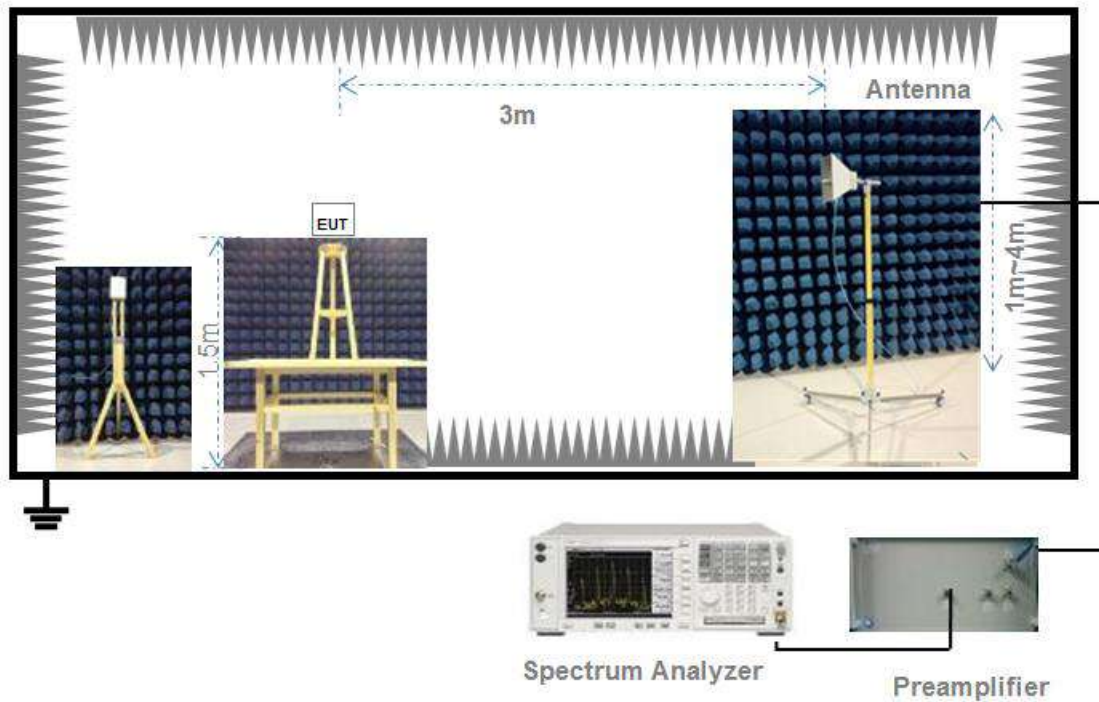 Antenna
3m
EUT
1.5m
1m~4m
Spectrum Analyzer
Preamplifier